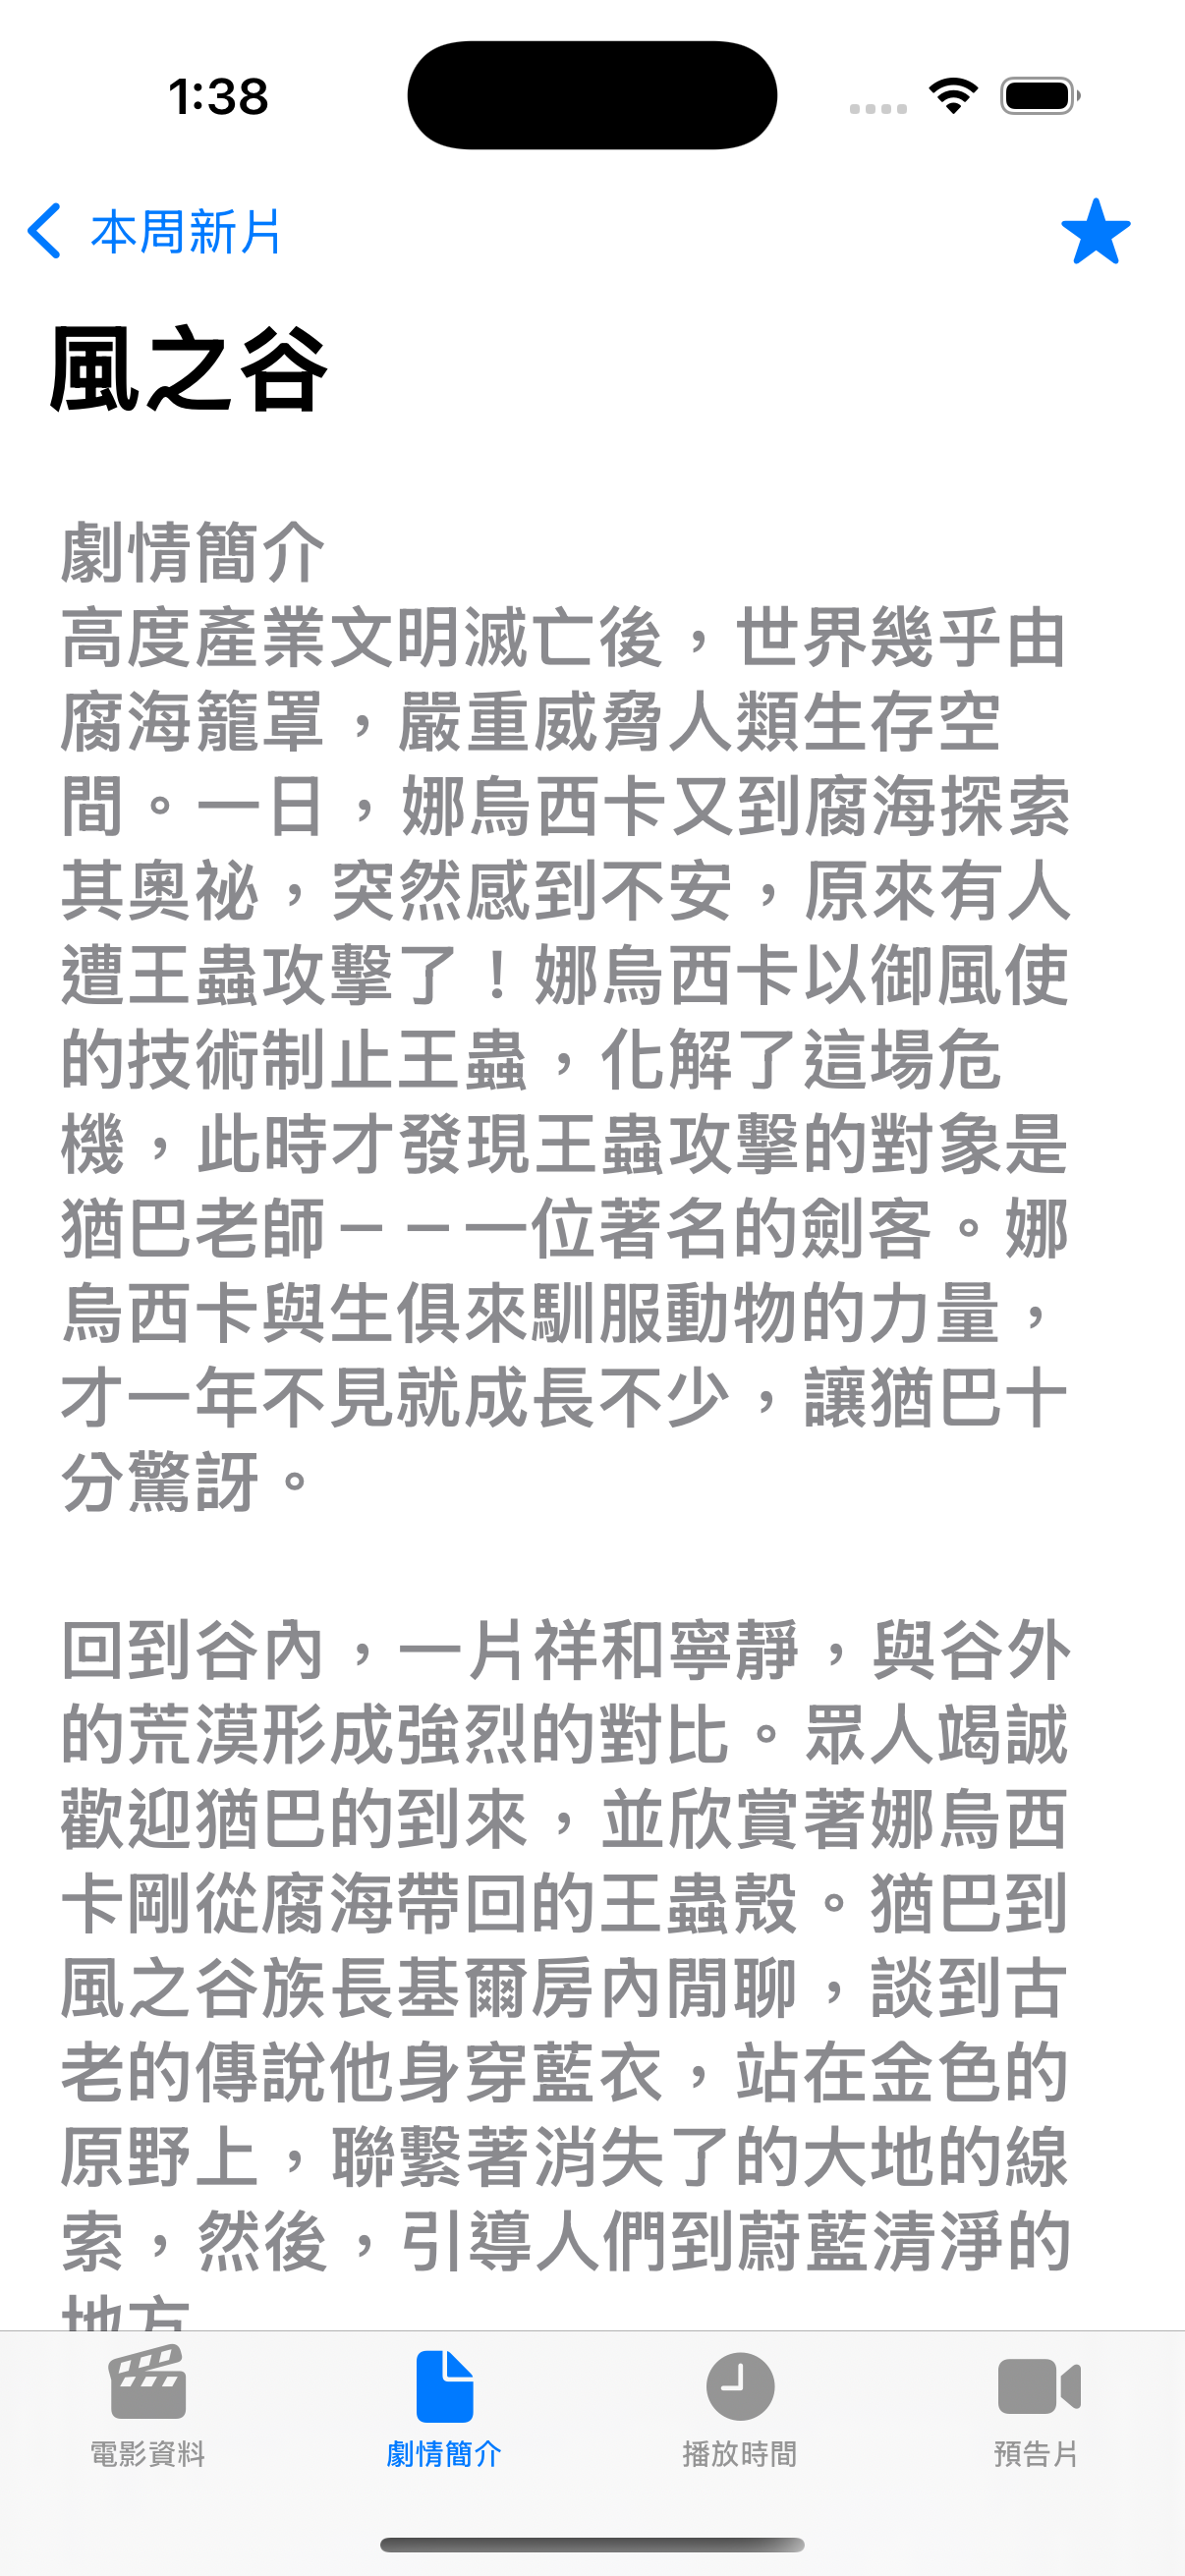 1:38
本周新片
風之谷
劇情簡介
高度產業文明滅亡後，世界幾乎由
腐海籠罩，嚴重威脅人類生存空
間。一日，娜烏西卡又到腐海探索
其奧祕，突然感到不安，原來有人
遭王蟲攻擊了！娜烏西卡以御風使
的技術制止王蟲，化解了這場危
機，此時才發現王蟲攻擊的對象是
猶巴老師－－一位著名的劍客。娜
烏西卡與生俱來馴服動物的力量，
才一年不見就成長不少，讓猶巴十
分驚訝。
回到谷內，一片祥和寧靜，與谷外
的荒漠形成強烈的對比。眾人竭誠
歡迎猶巴的到來，並欣賞著娜烏西
卡剛從腐海帶回的王蟲殼。猶巴到
風之谷族長基爾房內閒聊，談到古
老的傳說他身穿藍衣，站在金色的
原野上，聯繫著消失了的大地的線
索，然後，引導人們到蔚藍清淨的
地方
電影資料
劇情簡介
播放時間
預告片